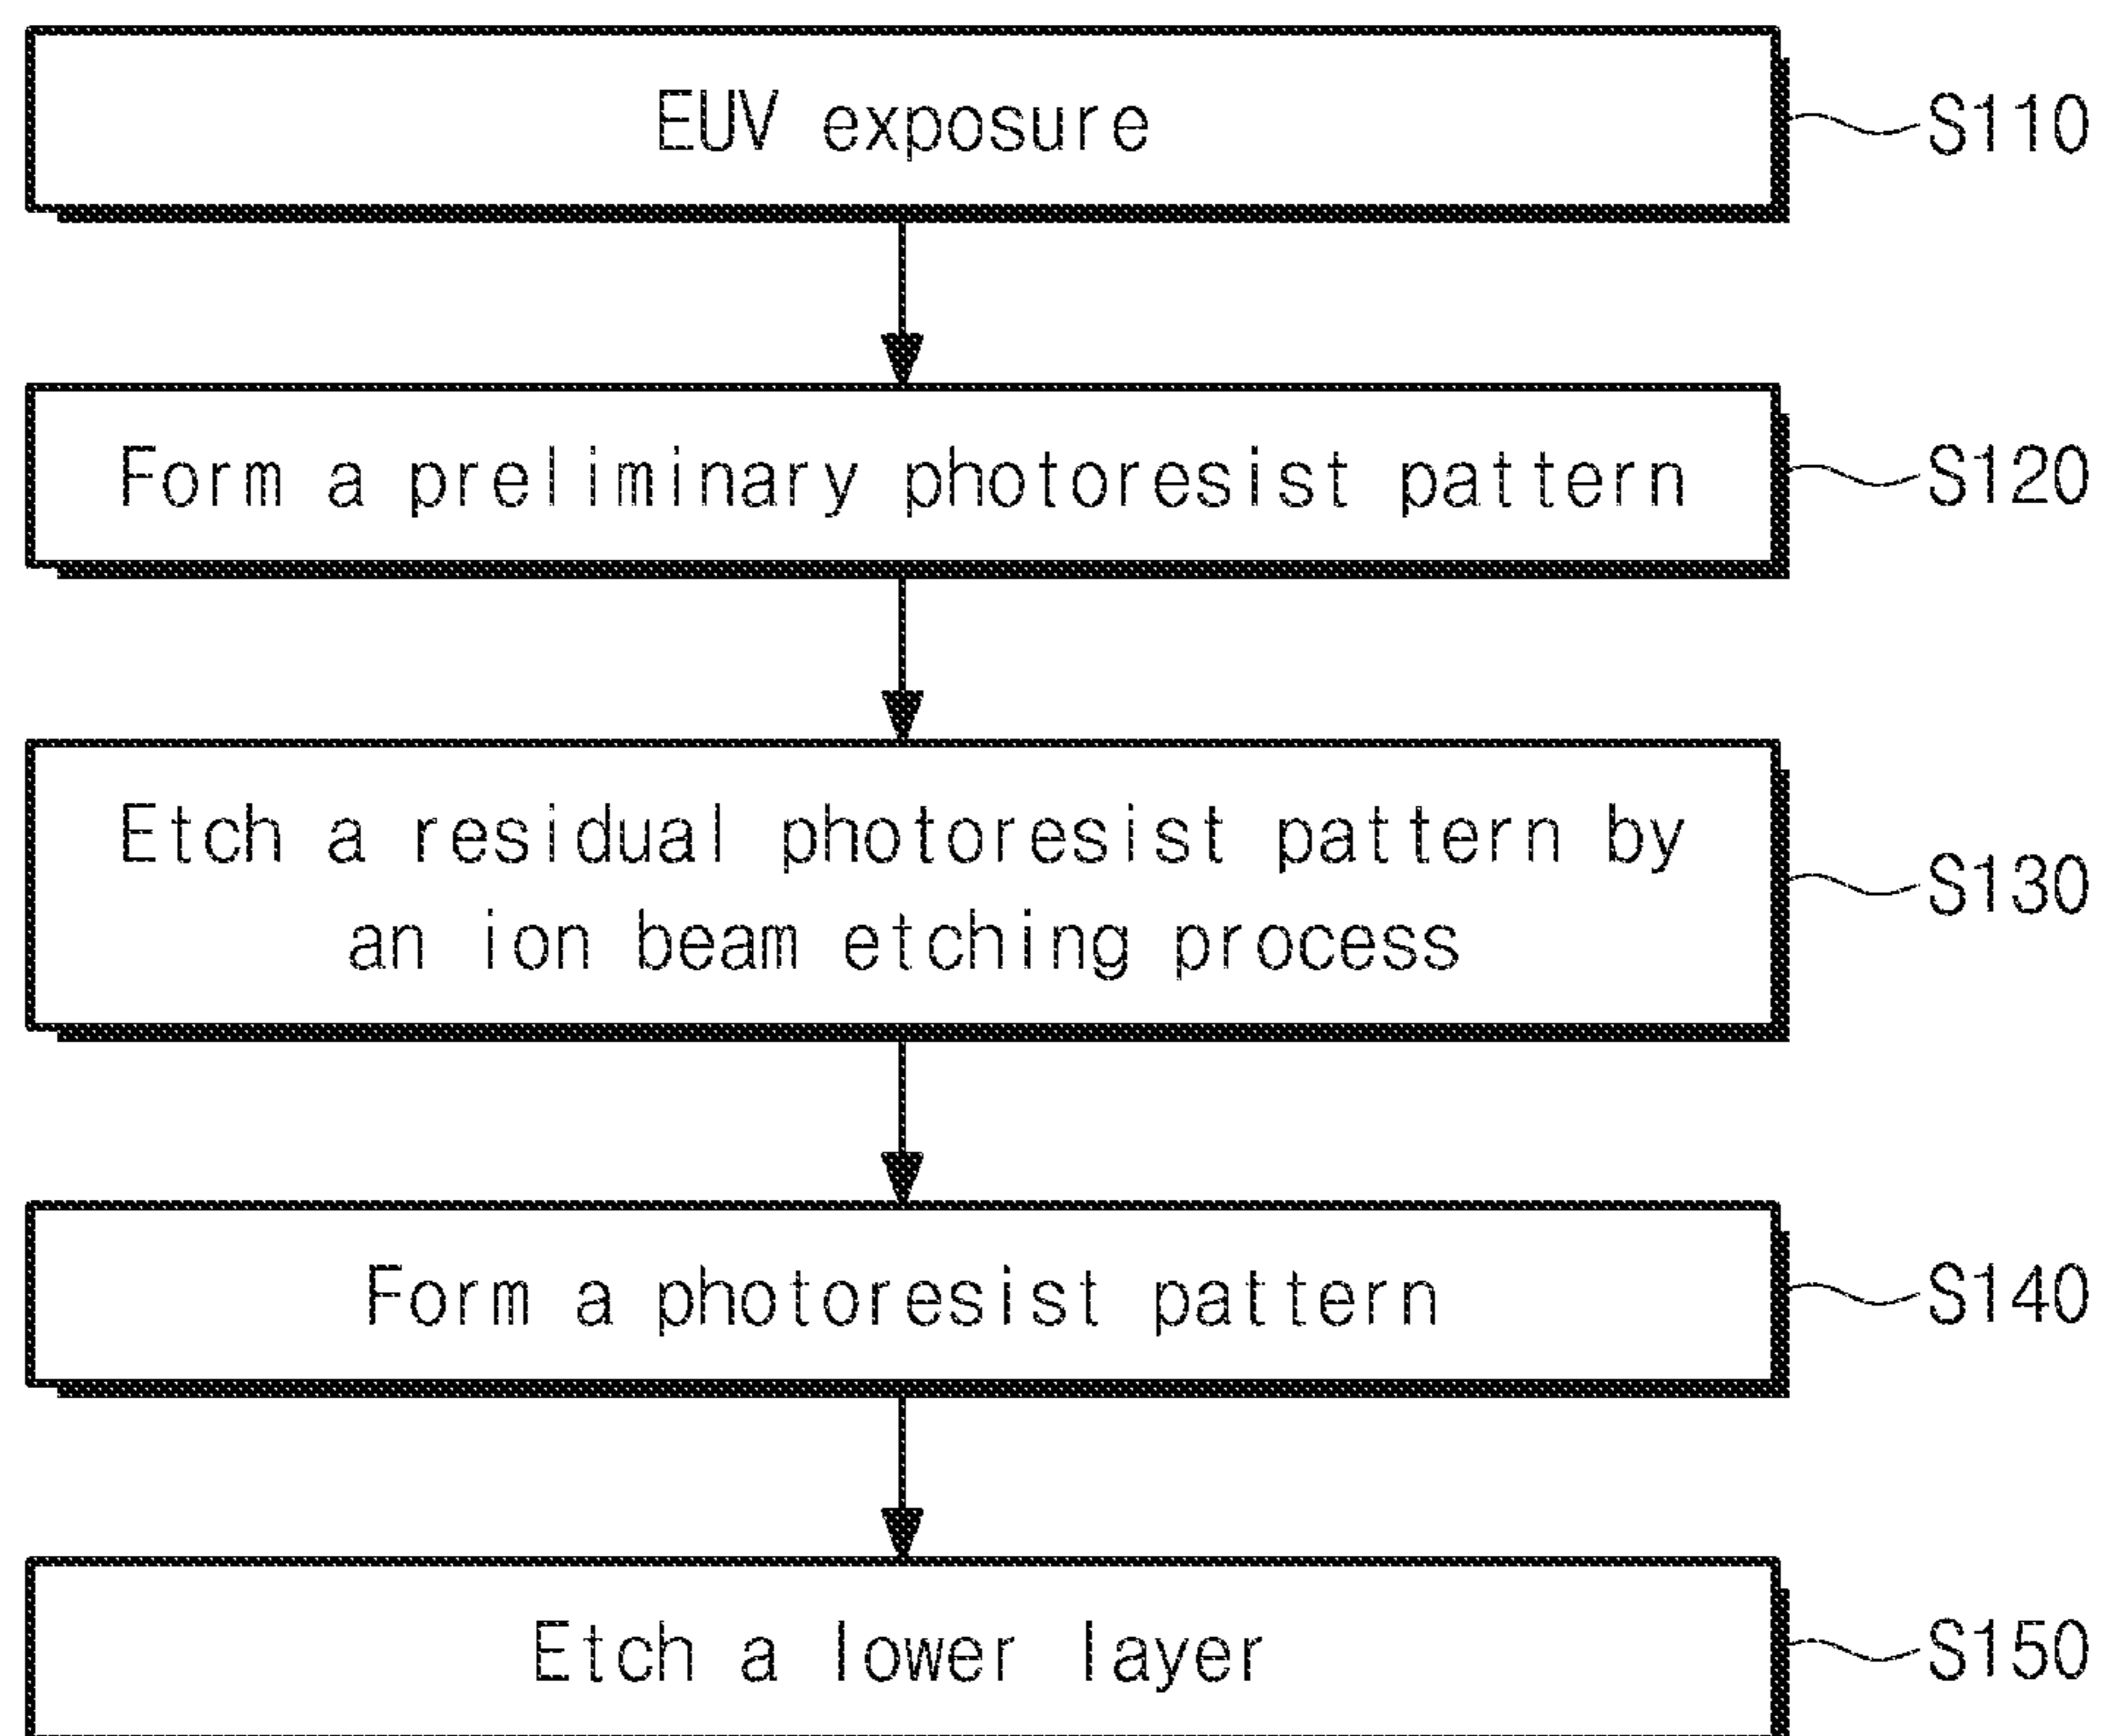 EUV exposure
S110
Form a preliminary photoresist pattern
S120
Etch a residual photoresist pattern by
an ion beam etching process
S130
Form a photoresist pattern
S140
Etch a lower layer
S150